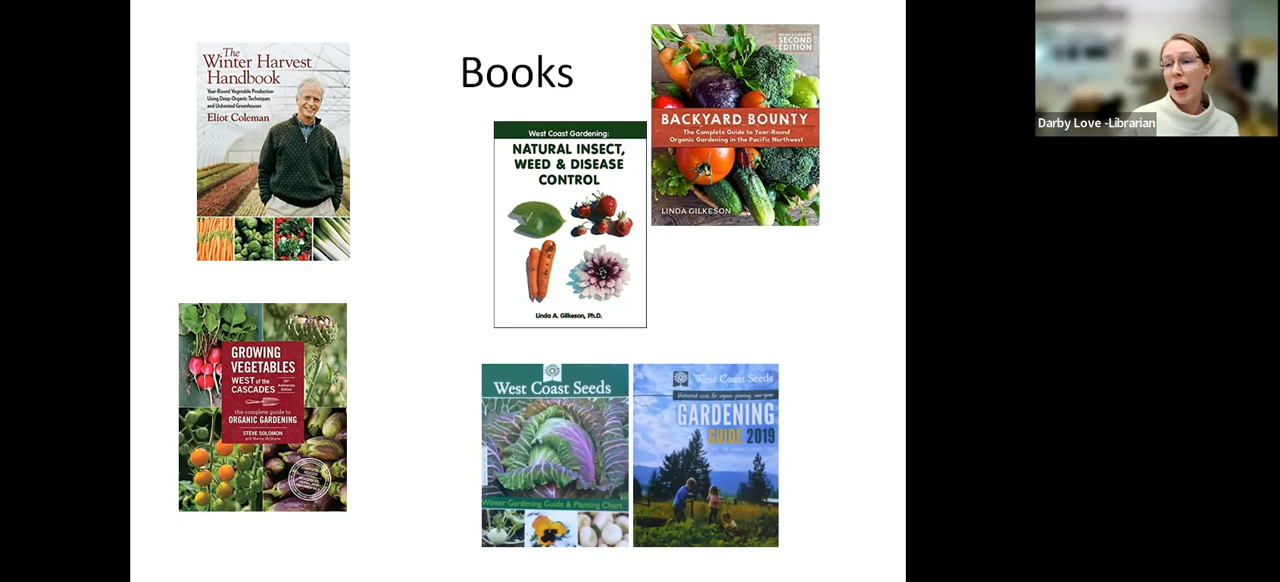 Books
The
Winter Harvest
Handbook
Year-Round Vegetable Production
Using Deep-Organic Techniques
and Unheated Greenhouses
Eliot Coleman
West Coast Gardening:
NATURAL INSECT,
WEED & DISEASE
CONTROL
Linda A. Gilkeson, Ph.D.
SECOND
EDITION
BACKYARD BOUNTY
The Complete Guide to Year-Round
Organic Gardening in the Pacific Northwest
LINDA GILKESON
Darby Love -Librarian
GROWING
VEGETABLES
WEST of the
CASCADES
the complete guide to
ORGANIC GARDENING
STEVE SOLOMON
West Coast Seeds
Winter Gardening Guide & Planting Chart
West Coast Seeds
GARDENING
GUIDE 2019